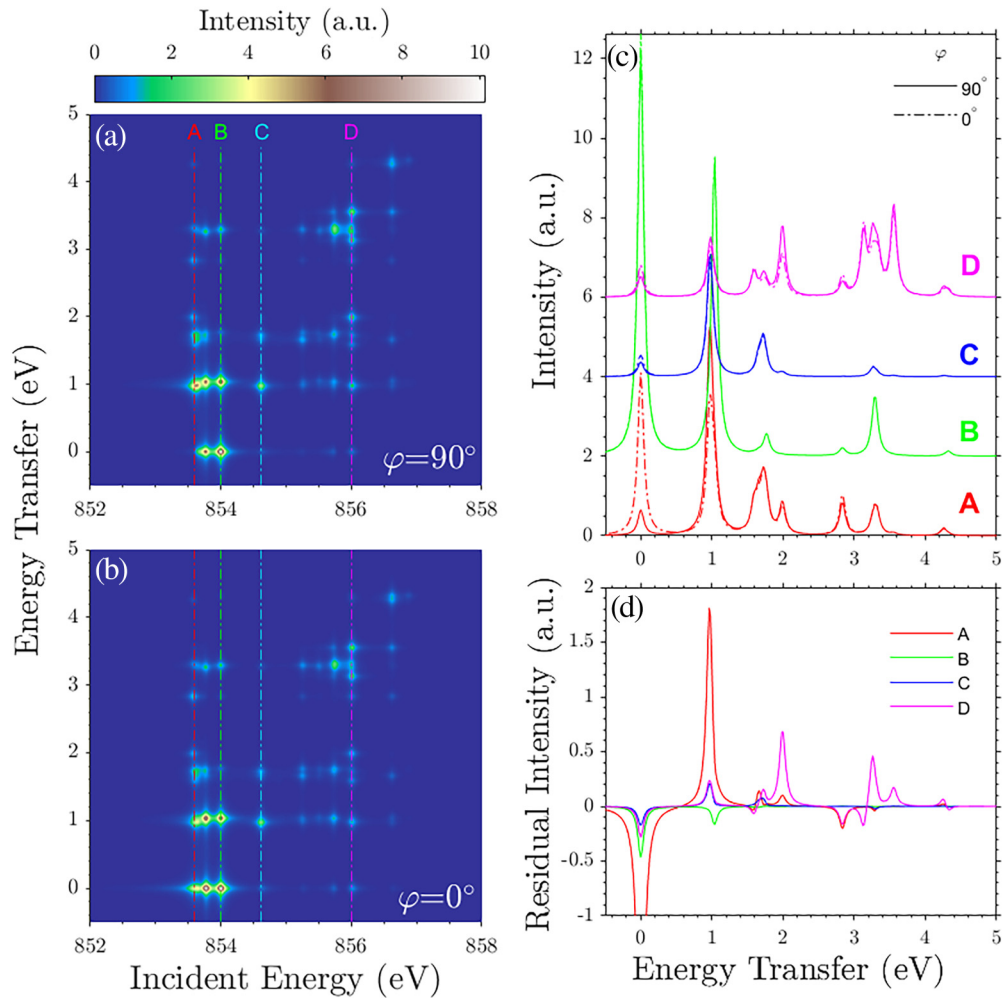 Intensity (a.u.)
0 2 4 6 8 10
(a)
A B C D
5
4
3
2
1
0
φ=90°
852 854 856 858
Energy Transfer (eV)
(b)
5
4
3
2
1
0
φ=0°
852 854 856 858
Incident Energy (eV)
(c)
φ
90°
0°
12
10
8
6
4
2
0
Intensity (a.u.)
D
C
B
A
0 1 2 3 4 5
(d)
A
B
C
D
2
1.5
1
0.5
0
-0.5
-1
Residual Intensity (a.u.)
0 1 2 3 4 5
Energy Transfer (eV)